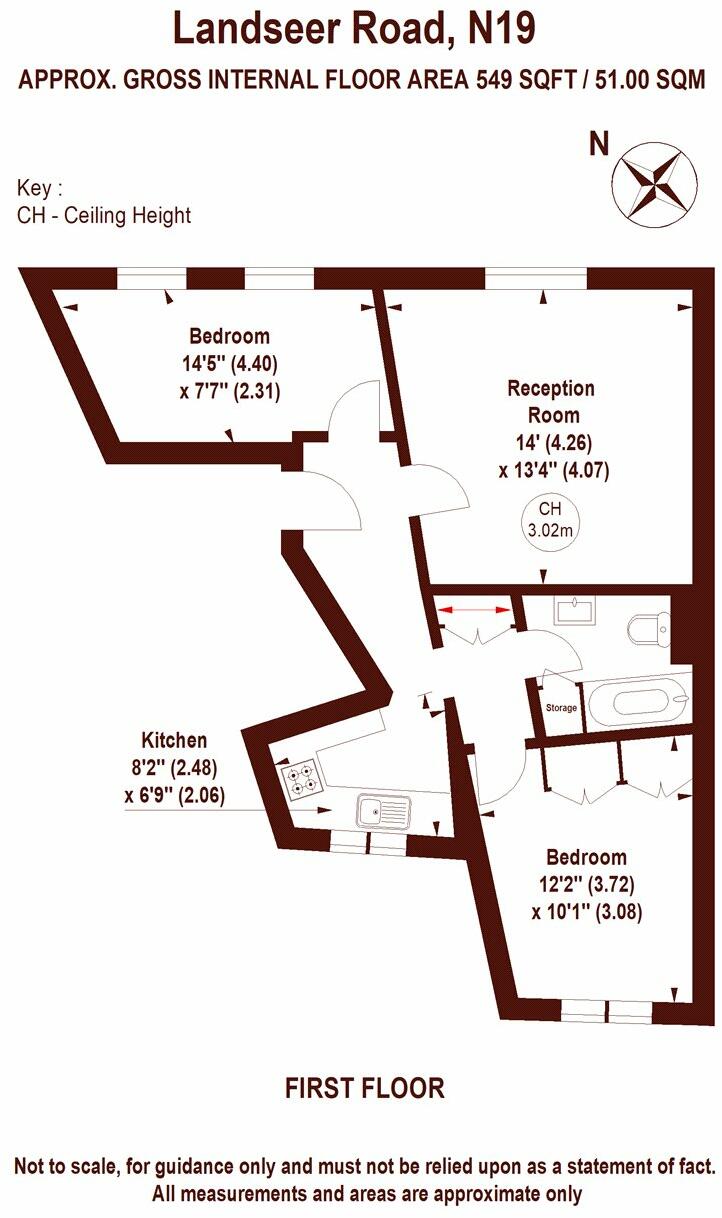 Landseer Road, N19
APPROX. GROSS INTERNAL FLOOR AREA 549 SQFT / 51.00 SQM
N
Key :
CH - Ceiling Height
Bedroom
14'5" (4.40)
x 7'7" (2.31)
Reception
Room
14' (4.26)
x 13'4" (4.07)
CH
3.02m
Storage
Kitchen
8'2" (2.48)
x 6'9" (2.06)
Bedroom
12'2" (3.72)
x 10'1" (3.08)
FIRST FLOOR
Not to scale, for guidance only and must not be relied upon as a statement of fact.
All measurements and areas are approximate only